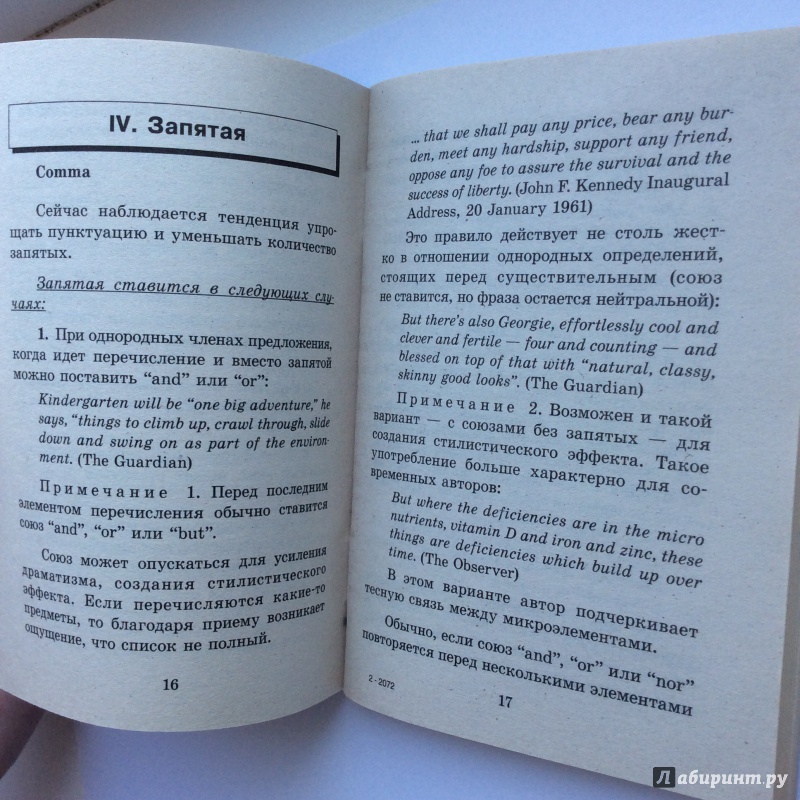 IV. Запятая
Comma
Сейчас наблюдается тенденция упро-
щать пунктуацию и уменьшать количество
запятых.
Запятая ставится в следующих слу-
чаях:
1. При однородных членах предложения,
когда идет перечисление и вместо запятой
можно поставить “and” или “or”:
Kindergarten will be “one big adventure,” he
says, “things to climb up, crawl through, slide
down and swing on as part of the environ-
ment. (The Guardian)
Примечание 1. Перед последним
элементом перечисления обычно ставится
союз “and”, “or” или “but”.
Союз может опускаться для усиления
драматизма, создания стилистического
эффекта. Если перечисляются какие-то
предметы, то благодаря приему возникает
ощущение, что список не полный.
16
... that we shall pay any price, bear any bur-
den, meet any hardship, support any friend,
oppose any foe to assure the survival and the
success of liberty. (John F. Kennedy Inaugural
Address, 20 January 1961)
Это правило действует не столь жест-
ко в отношении однородных определений,
стоящих перед существительным (союз
не ставится, но фраза остается нейтральной):
But there's also Georgie, effortlessly cool and
clever and fertile — four and counting — and
blessed on top of that with “natural, classy,
skinny good looks”. (The Guardian)
Примечание 2. Возможен и такой
вариант — с союзами без запятых — для
создания стилистического эффекта. Такое
употребление больше характерно для со-
временных авторов:
But where the deficiencies are in the micro
nutrients, vitamin D and iron and zinc, these
things are deficiencies which build up over
time. (The Observer)
В этом варианте автор подчеркивает
тесную связь между микроэлементами.
Обычно, если союз “and”, “or” или “nor”
повторяется перед несколькими элементами
2-2072
17
Лабиринт.ру